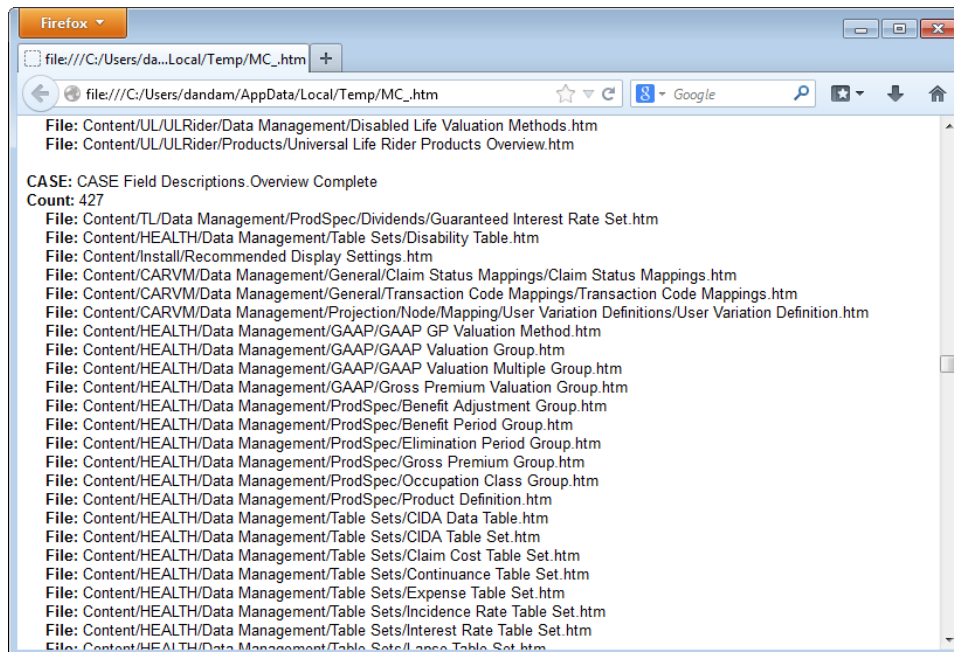 Firefox
file:///C:/Users/da...Local/Temp/MC_.htm
file:///C:/Users/dandam/AppData/Local/Temp/MC_.htm
8 Google
File: Content/UL/ULRider/Data Management/Disabled Life Valuation Methods.htm
File: Content/UL/ULRider/Products/Universal Life Rider Products Overview.htm
CASE: CASE Field Descriptions.Overview Complete
Count: 427
File: Content/TL/Data Management/ProdSpec/Dividends/Guaranteed Interest Rate Set.htm
File: Content/HEALTH/Data Management/Table Sets/Disability Table.htm
File: Content/Install/Recommended Display Settings.htm
File: Content/CARVM/Data Management/General/Claim Status Mappings/Claim Status Mappings.htm
File: Content/CARVM/Data Management/General/Transaction Code Mappings/Transaction Code Mappings.htm
File: Content/CARVM/Data Management/Projection/Node/Mapping/User Variation Definitions/User Variation Definition.htm
File: Content/HEALTH/Data Management/GAAP/GAAP GP Valuation Method.htm
File: Content/HEALTH/Data Management/GAAP/GAAP Valuation Group.htm
File: Content/HEALTH/Data Management/GAAP/GAAP Valuation Multiple Group.htm
File: Content/HEALTH/Data Management/GAAP/Gross Premium Valuation Group.htm
File: Content/HEALTH/Data Management/ProdSpec/Benefit Adjustment Group.htm
File: Content/HEALTH/Data Management/ProdSpec/Benefit Period Group.htm
File: Content/HEALTH/Data Management/ProdSpec/Elimination Period Group.htm
File: Content/HEALTH/Data Management/ProdSpec/Gross Premium Group.htm
File: Content/HEALTH/Data Management/ProdSpec/Occupation Class Group.htm
File: Content/HEALTH/Data Management/ProdSpec/Product Definition.htm
File: Content/HEALTH/Data Management/Table Sets/CIDA Data Table.htm
File: Content/HEALTH/Data Management/Table Sets/CIDA Table Set.htm
File: Content/HEALTH/Data Management/Table Sets/Claim Cost Table Set.htm
File: Content/HEALTH/Data Management/Table Sets/Continuance Table Set.htm
File: Content/HEALTH/Data Management/Table Sets/Expense Table Set.htm
File: Content/HEALTH/Data Management/Table Sets/Incidence Rate Table Set.htm
File: Content/HEALTH/Data Management/Table Sets/Interest Rate Table Set.htm
File: Content/HEALTH/Data Management/Table Sets/Lapse Table Set.htm